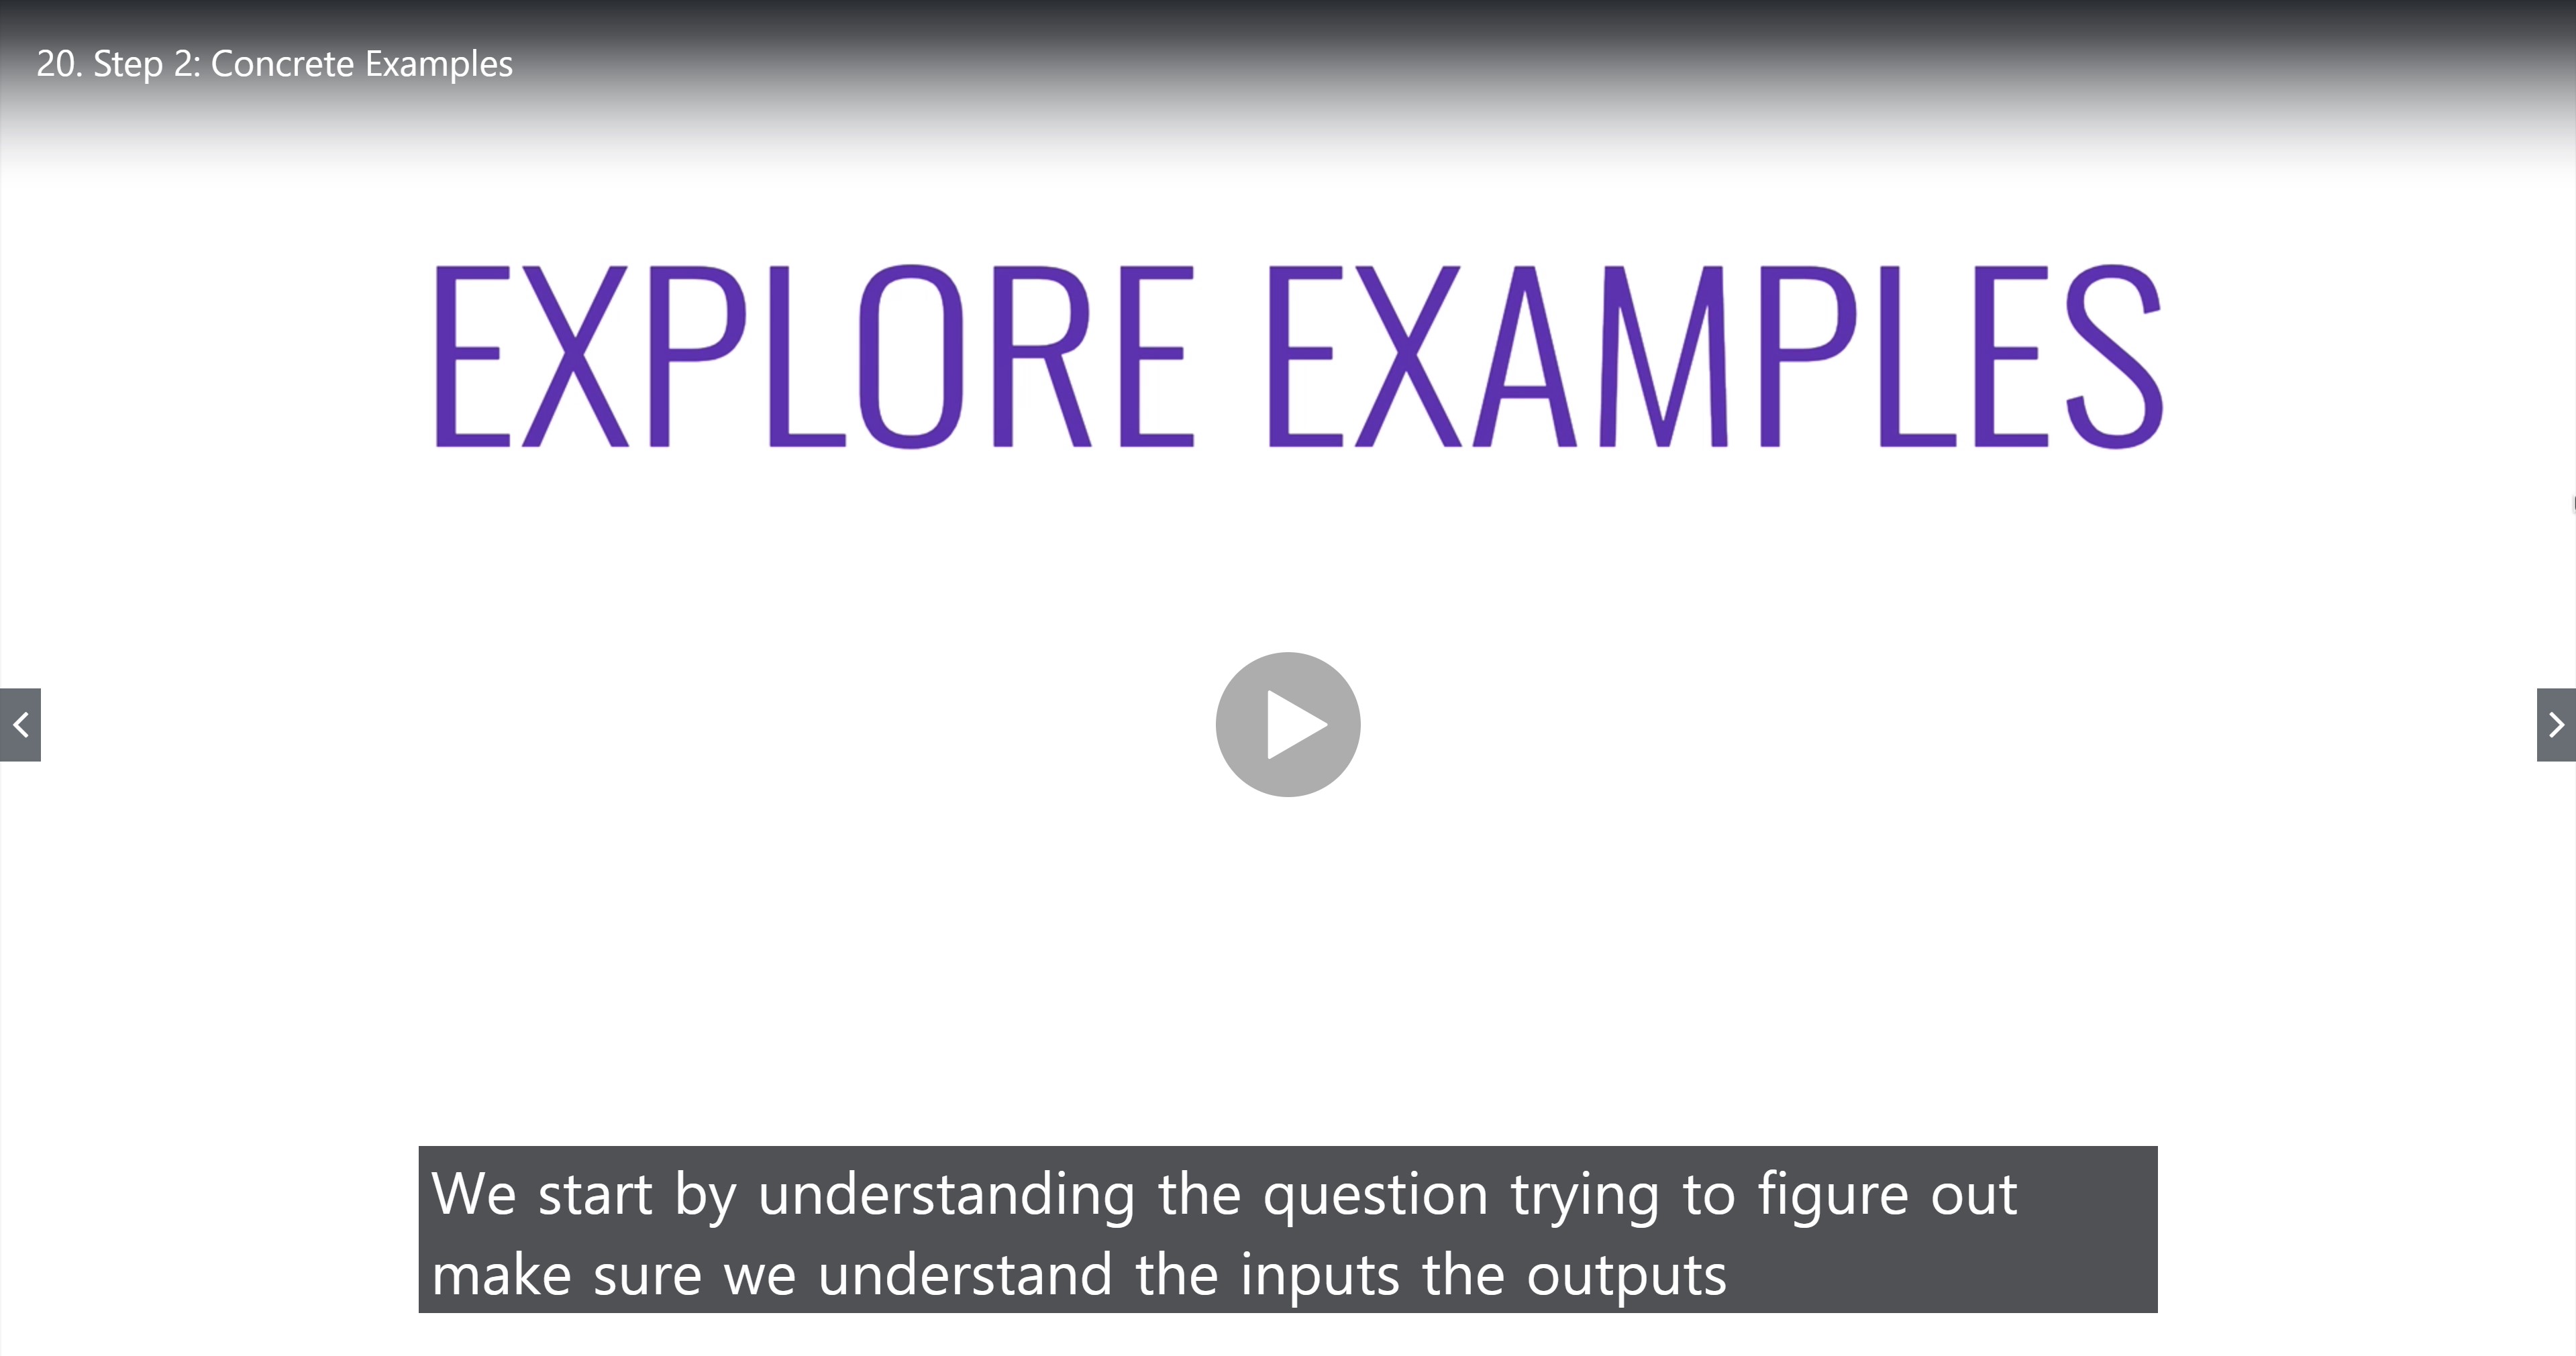 20. Step 2: Concrete Examples
EXPLORE EXAMPLES
We start by understanding the question trying to figure out
make sure we understand the inputs the outputs